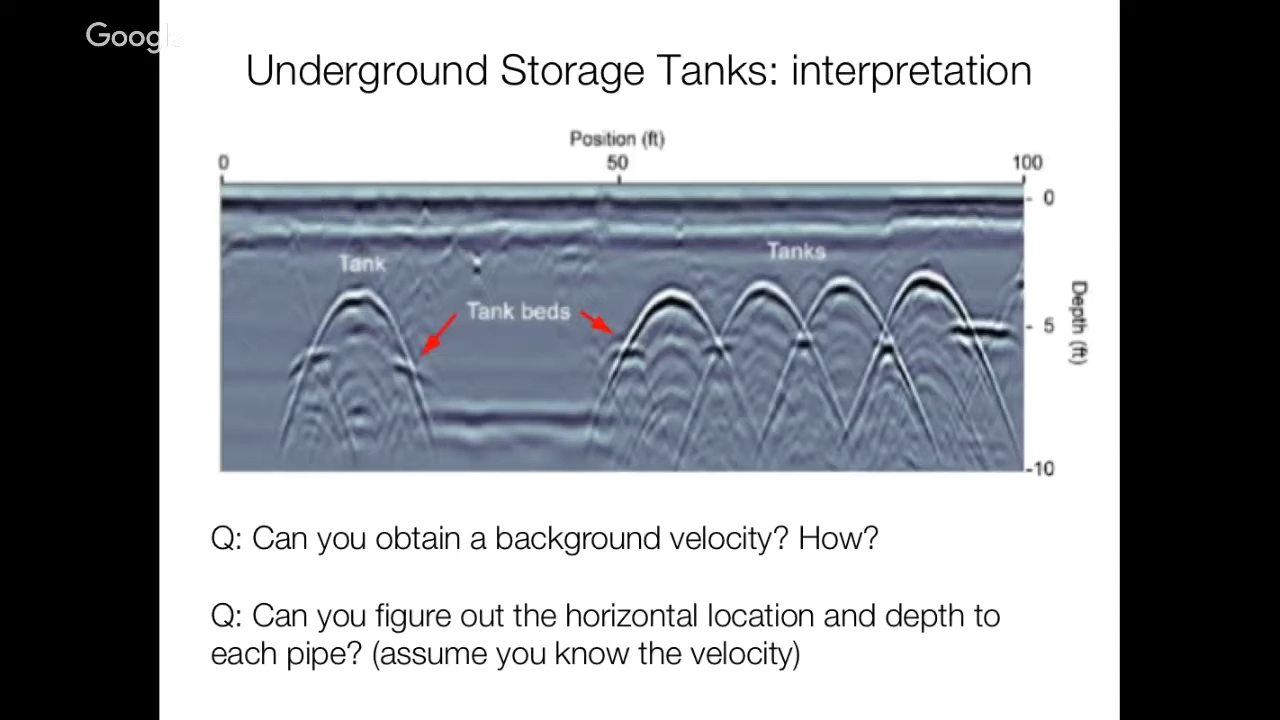 Google
Underground Storage Tanks: interpretation
Position (ft)
0 50 100
0
Tanks
Tank
Tank beds
5
Depth (ft)
10
Q: Can you obtain a background velocity? How?
Q: Can you figure out the horizontal location and depth to
each pipe? (assume you know the velocity)